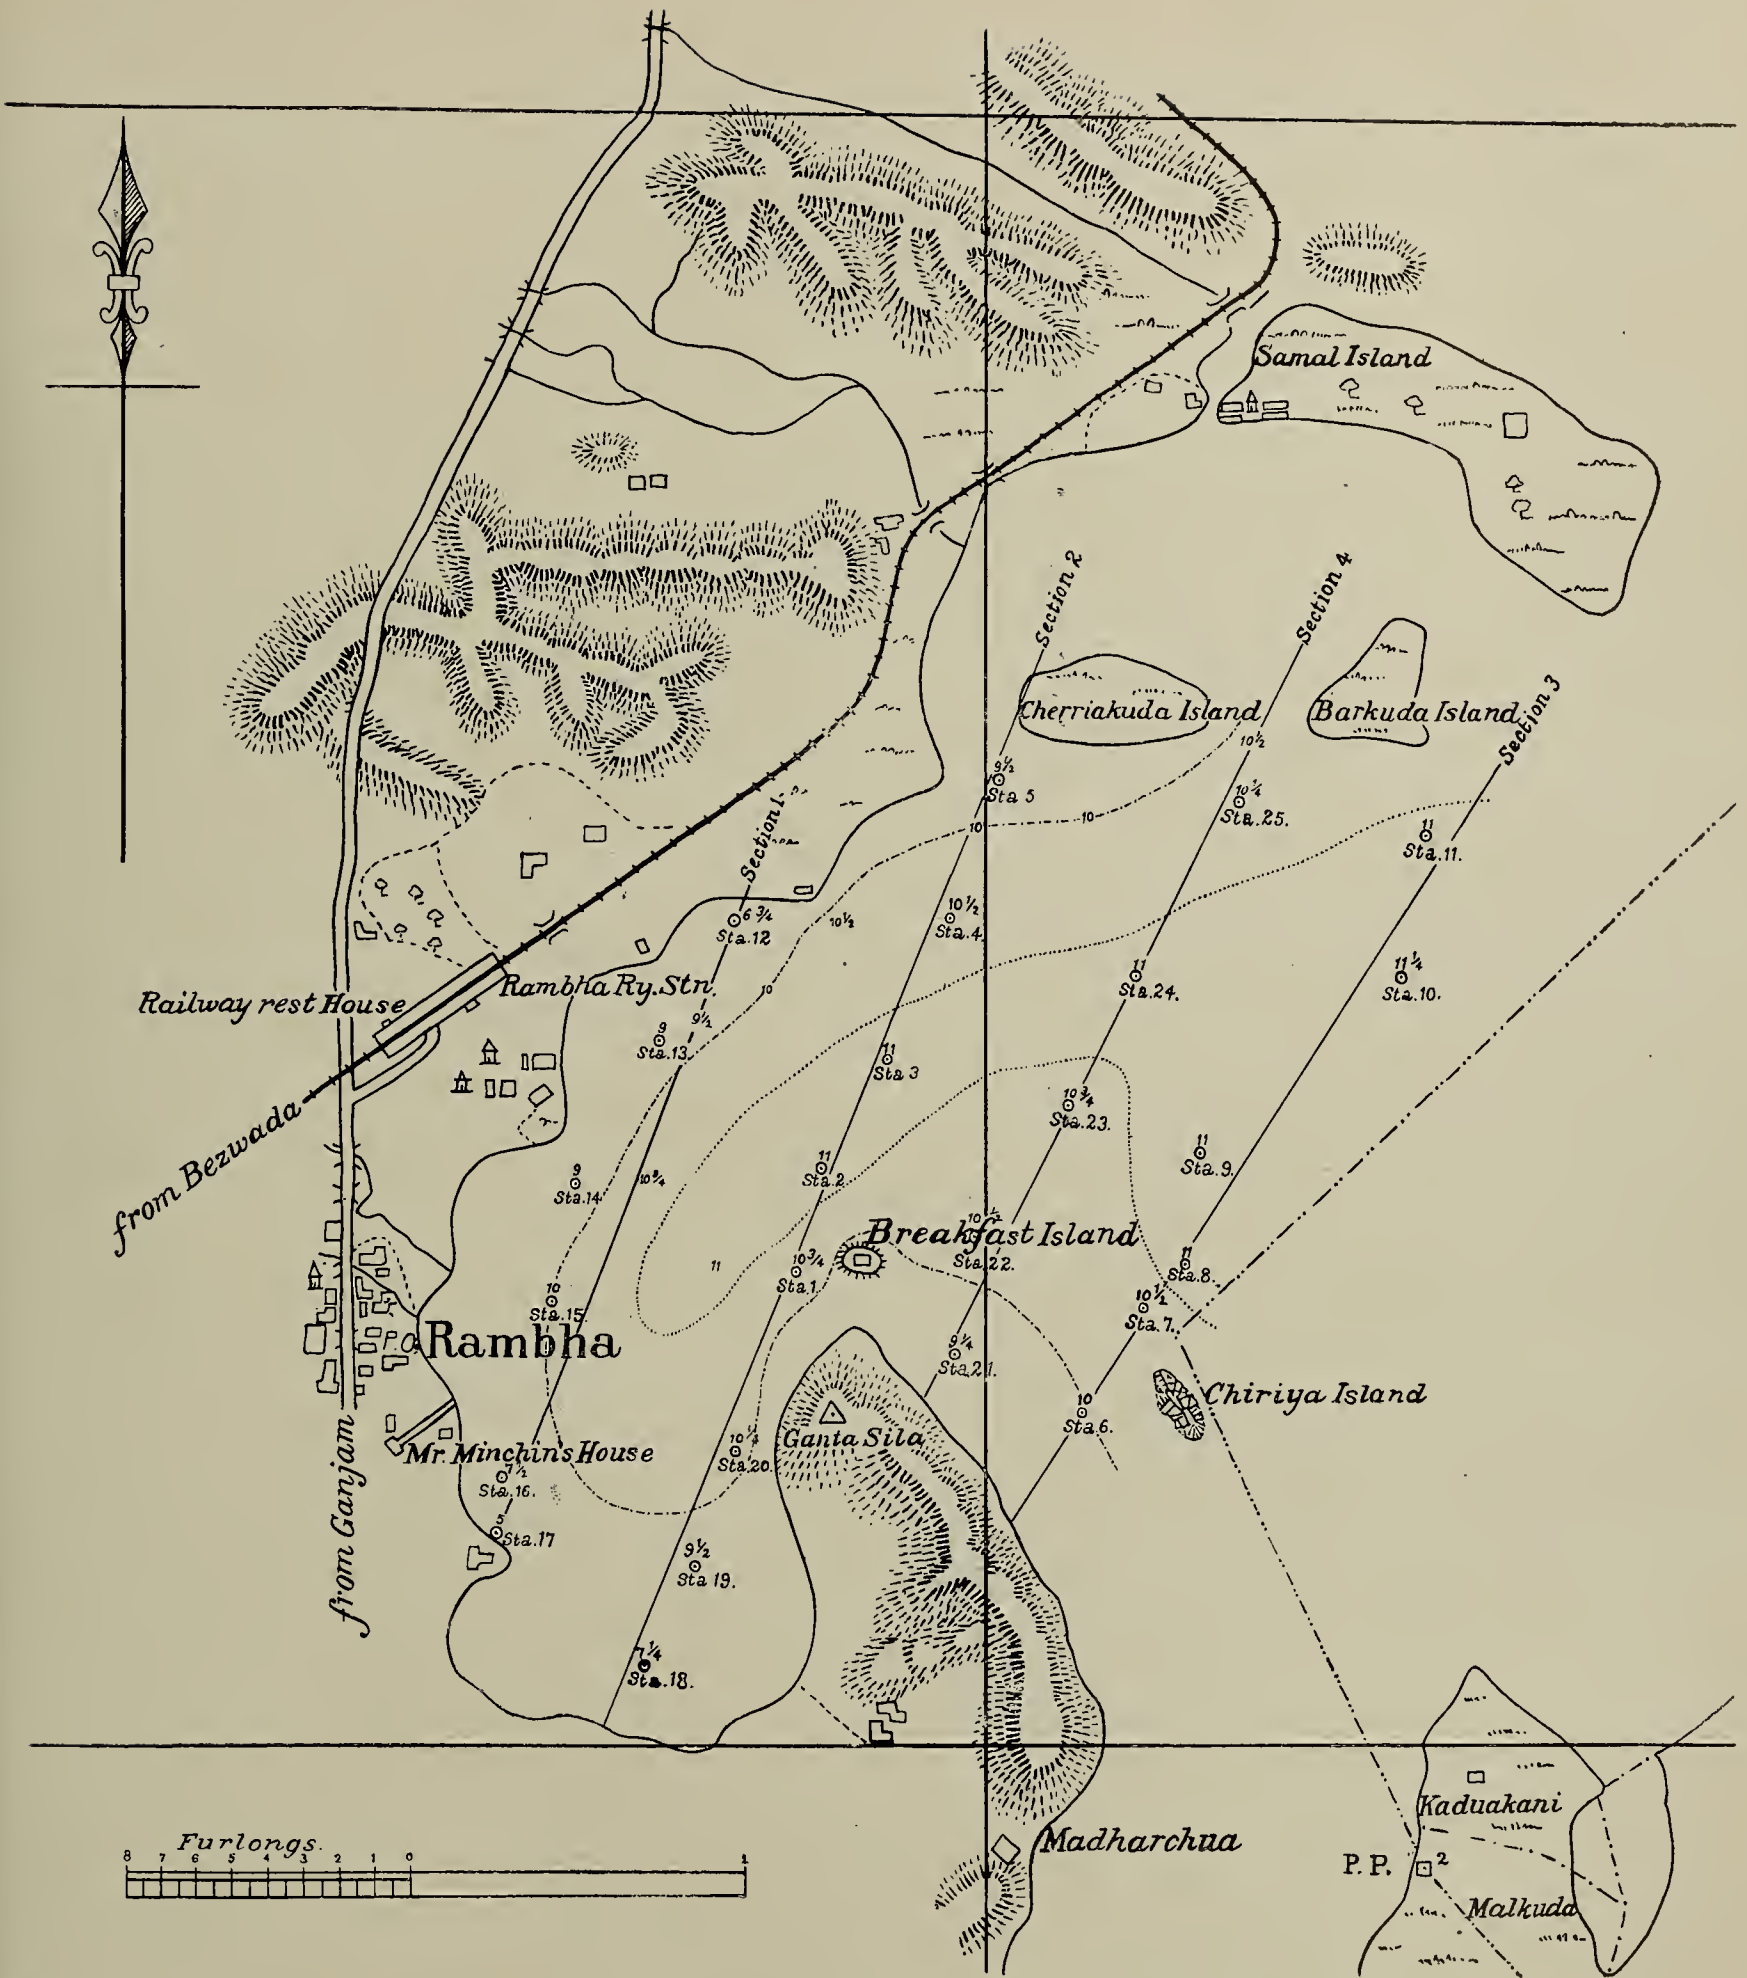 Samal Island
Section 2
Section 4
Section 3
Cherriakuda Island
Barkuda Island
10½
9½
Sta 5
10¼
Sta.25.
10
10
11
Sta.11.
Section 1
6¾
Sta.12
10½
10½
Sta.4.
11
Sta.24.
11¼
Sta.10.
Railway rest House
Rambha Ry. Stn.
10
9½
9
Sta.13.
11
Sta 3
10¾
Sta.23.
from Bezwada
9
Sta.14.
10¾
11
Sta.2.
11
Sta.9.
Breakfast Island
10½
Sta.22.
11
10¾
Sta.1.
11
Sta.8.
10½
Sta.7.
10
Sta.15.
P.O.
Rambha
9¼
Sta.21.
Chiriya Island
10
Sta.6.
Ganta Sila
from Ganjam
Mr. Minchin's House
7½
Sta.16.
10¼
Sta.20.
5
Sta.17
9½
Sta 19.
¼
Sta.18.
Kaduakani
Furlongs.
8 7 6 5 4 3 2 1 0 1
Madharchua
P. P. 2
Malkuda